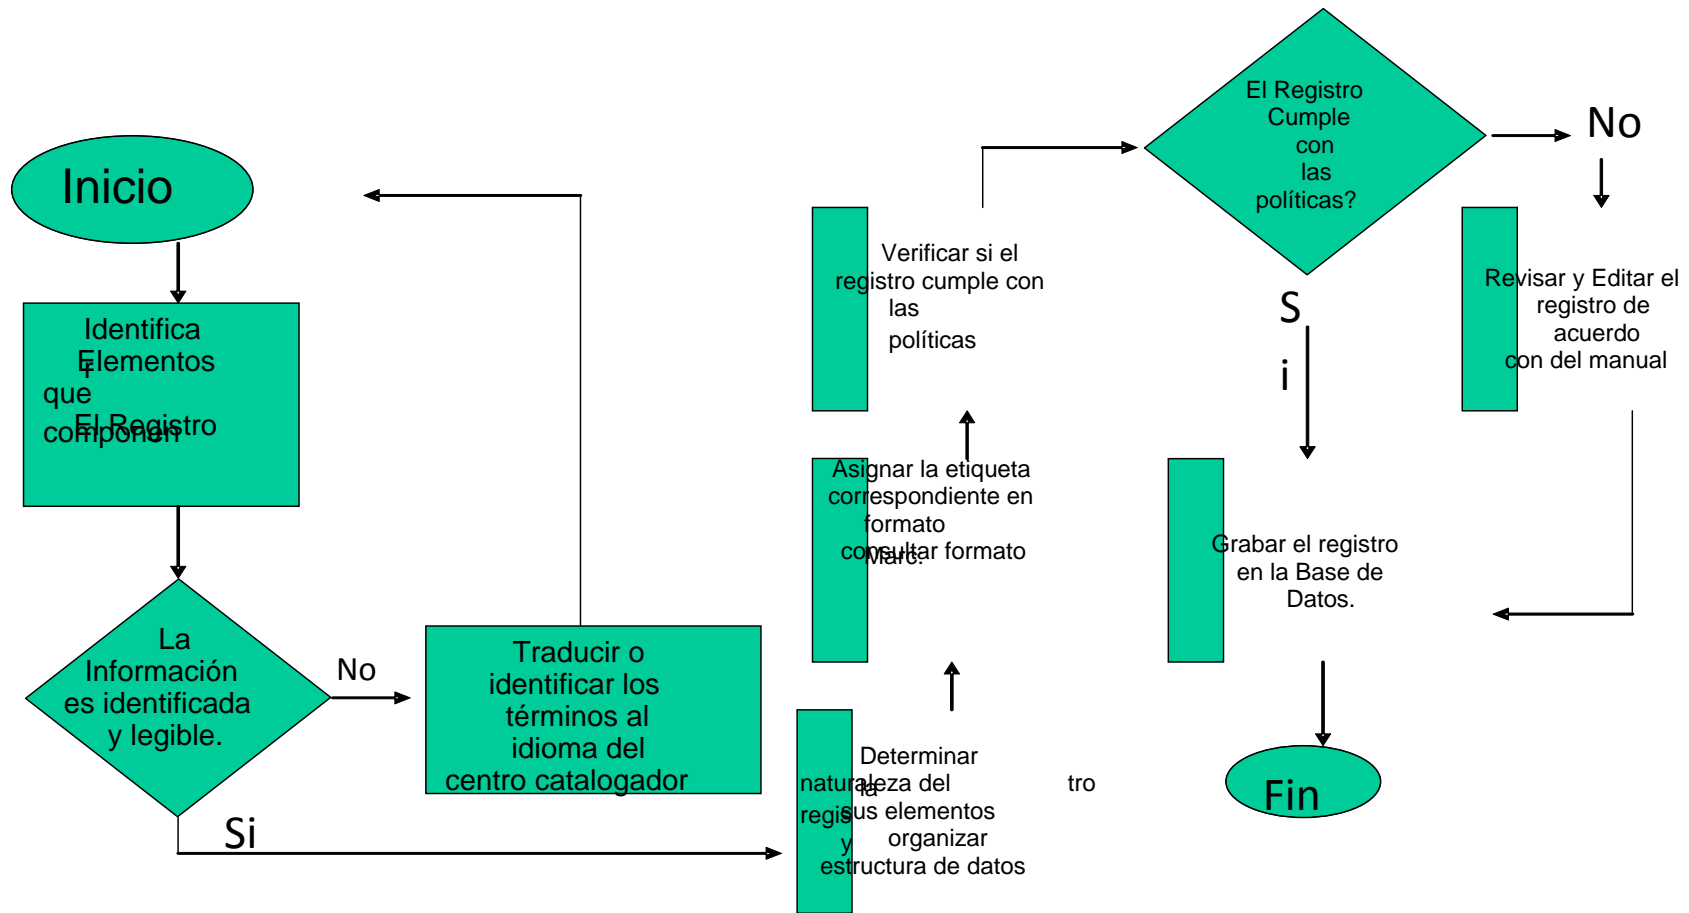 Inicio
Identifica
r
Elementos
que
componen
El Registro
La
Información
es identificada
y legible.
No
Si
Traducir o
identificar los
términos al
idioma del
centro catalogador
Determinar
la
naturaleza del
regis tro
y
sus elementos
organizar
estructura de datos
Asignar la etiqueta
correspondiente en
formato
Marc.
consultar formato
Verificar si el
registro cumple con
las
políticas
El Registro
Cumple
con
las
políticas?
No
S
i
Revisar y Editar el
registro de
acuerdo
con del manual
Grabar el registro
en la Base de
Datos.
Fin